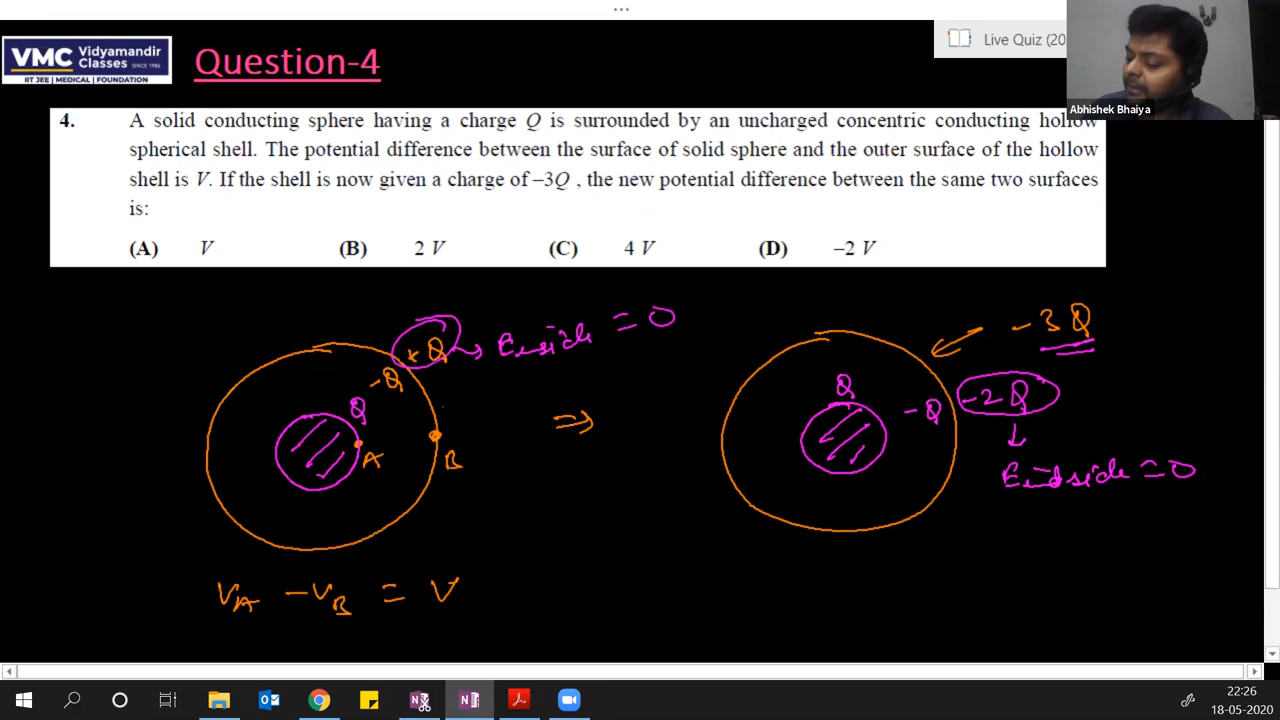 VMC Vidyamandir Classes SINCE 1986
IIT JEE | MEDICAL | FOUNDATION
Question-4
Live Quiz (20
Abhishek Bhaiya
4. A solid conducting sphere having a charge Q is surrounded by an uncharged concentric conducting hollow
spherical shell. The potential difference between the surface of solid sphere and the outer surface of the hollow
shell is V. If the shell is now given a charge of –3Q , the new potential difference between the same two surfaces
is:
(A) V (B) 2 V (C) 4 V (D) –2 V
+Q → Einside = 0
-Q
Q
A
B
⇒
-3Q
Q
-Q -2Q
↓
Einside = 0
VA - VB = V
22:26
18-05-2020